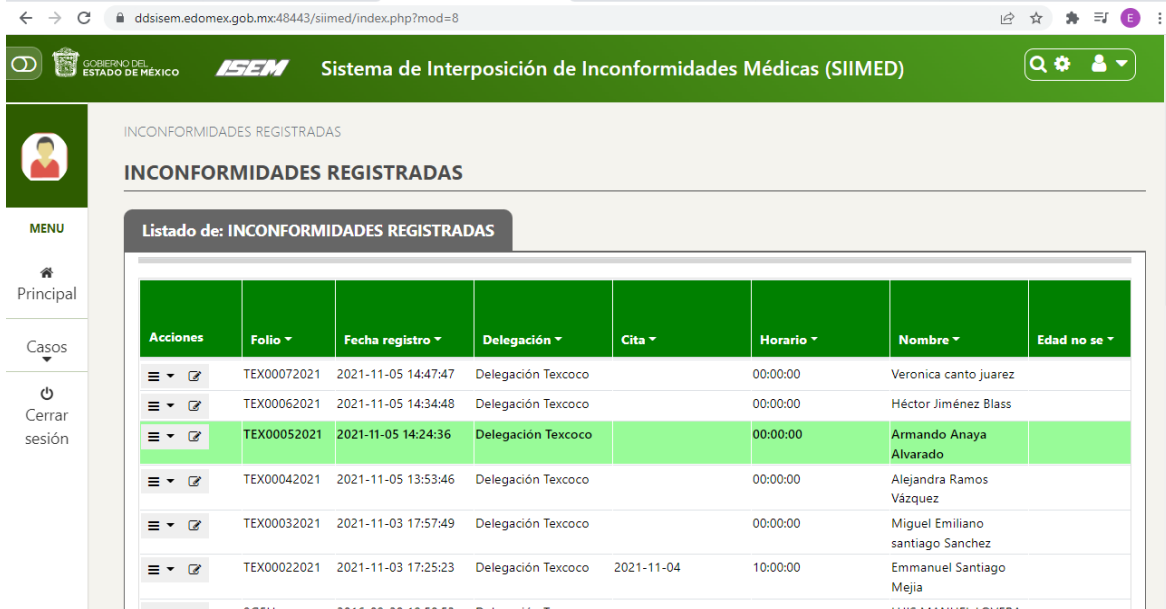 ddsisem.edomex.gob.mx:48443/siimed/index.php?mod=8
E
GOBIERNO DEL
ESTADO DE MÉXICO
ISEM
Sistema de Interposición de Inconformidades Médicas (SIIMED)
INCONFORMIDADES REGISTRADAS
INCONFORMIDADES REGISTRADAS
MENU
Principal
Casos
Cerrar
sesión
Listado de: INCONFORMIDADES REGISTRADAS
Acciones Folio Fecha registro Delegación Cita Horario Nombre Edad no se
TEX00072021 2021-11-05 14:47:47 Delegación Texcoco 00:00:00 Veronica canto juarez
TEX00062021 2021-11-05 14:34:48 Delegación Texcoco 00:00:00 Héctor Jiménez Blass
TEX00052021 2021-11-05 14:24:36 Delegación Texcoco 00:00:00 Armando Anaya
Alvarado
TEX00042021 2021-11-05 13:53:46 Delegación Texcoco 00:00:00 Alejandra Ramos
Vázquez
TEX00032021 2021-11-03 17:57:49 Delegación Texcoco 00:00:00 Miguel Emiliano
santiago Sanchez
TEX00022021 2021-11-03 17:25:23 Delegación Texcoco 2021-11-04 10:00:00 Emmanuel Santiago
Mejia